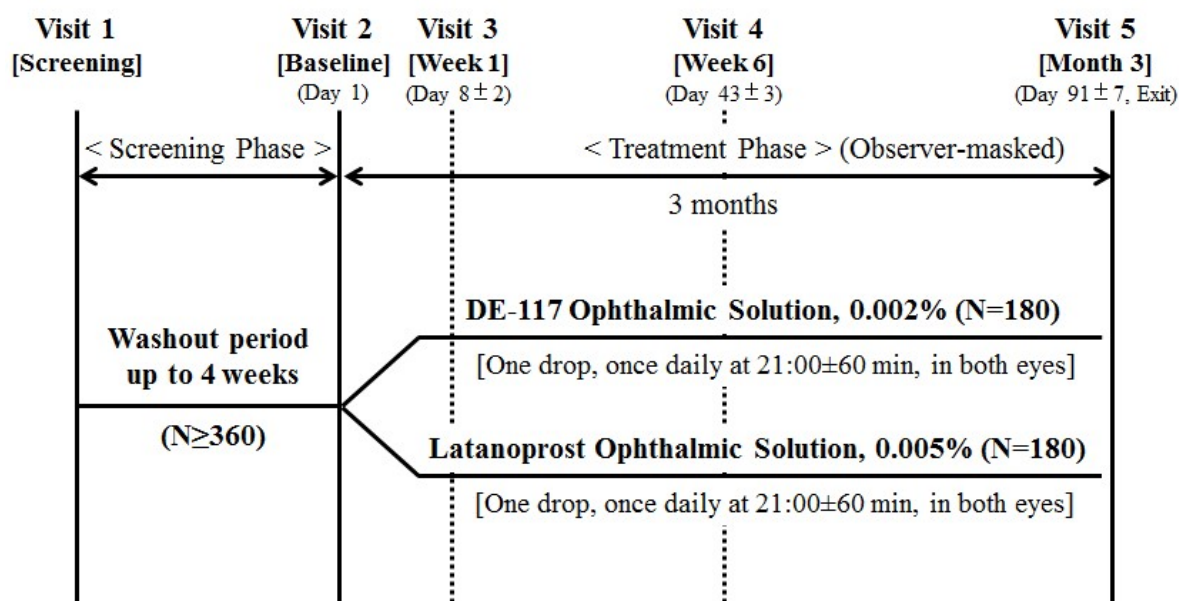 Visit 1
[Screening]
Visit 2
[Baseline]
(Day 1)
Visit 3
[Week 1]
(Day 8 ± 2)
Visit 4
[Week 6]
(Day 43 ± 3)
Visit 5
[Month 3]
(Day 91 ± 7, Exit)
< Screening Phase >
< Treatment Phase > (Observer-masked)
3 months
Washout period
up to 4 weeks
(N≥360)
DE-117 Ophthalmic Solution, 0.002% (N=180)
[One drop, once daily at 21:00±60 min, in both eyes]
Latanoprost Ophthalmic Solution, 0.005% (N=180)
[One drop, once daily at 21:00±60 min, in both eyes]